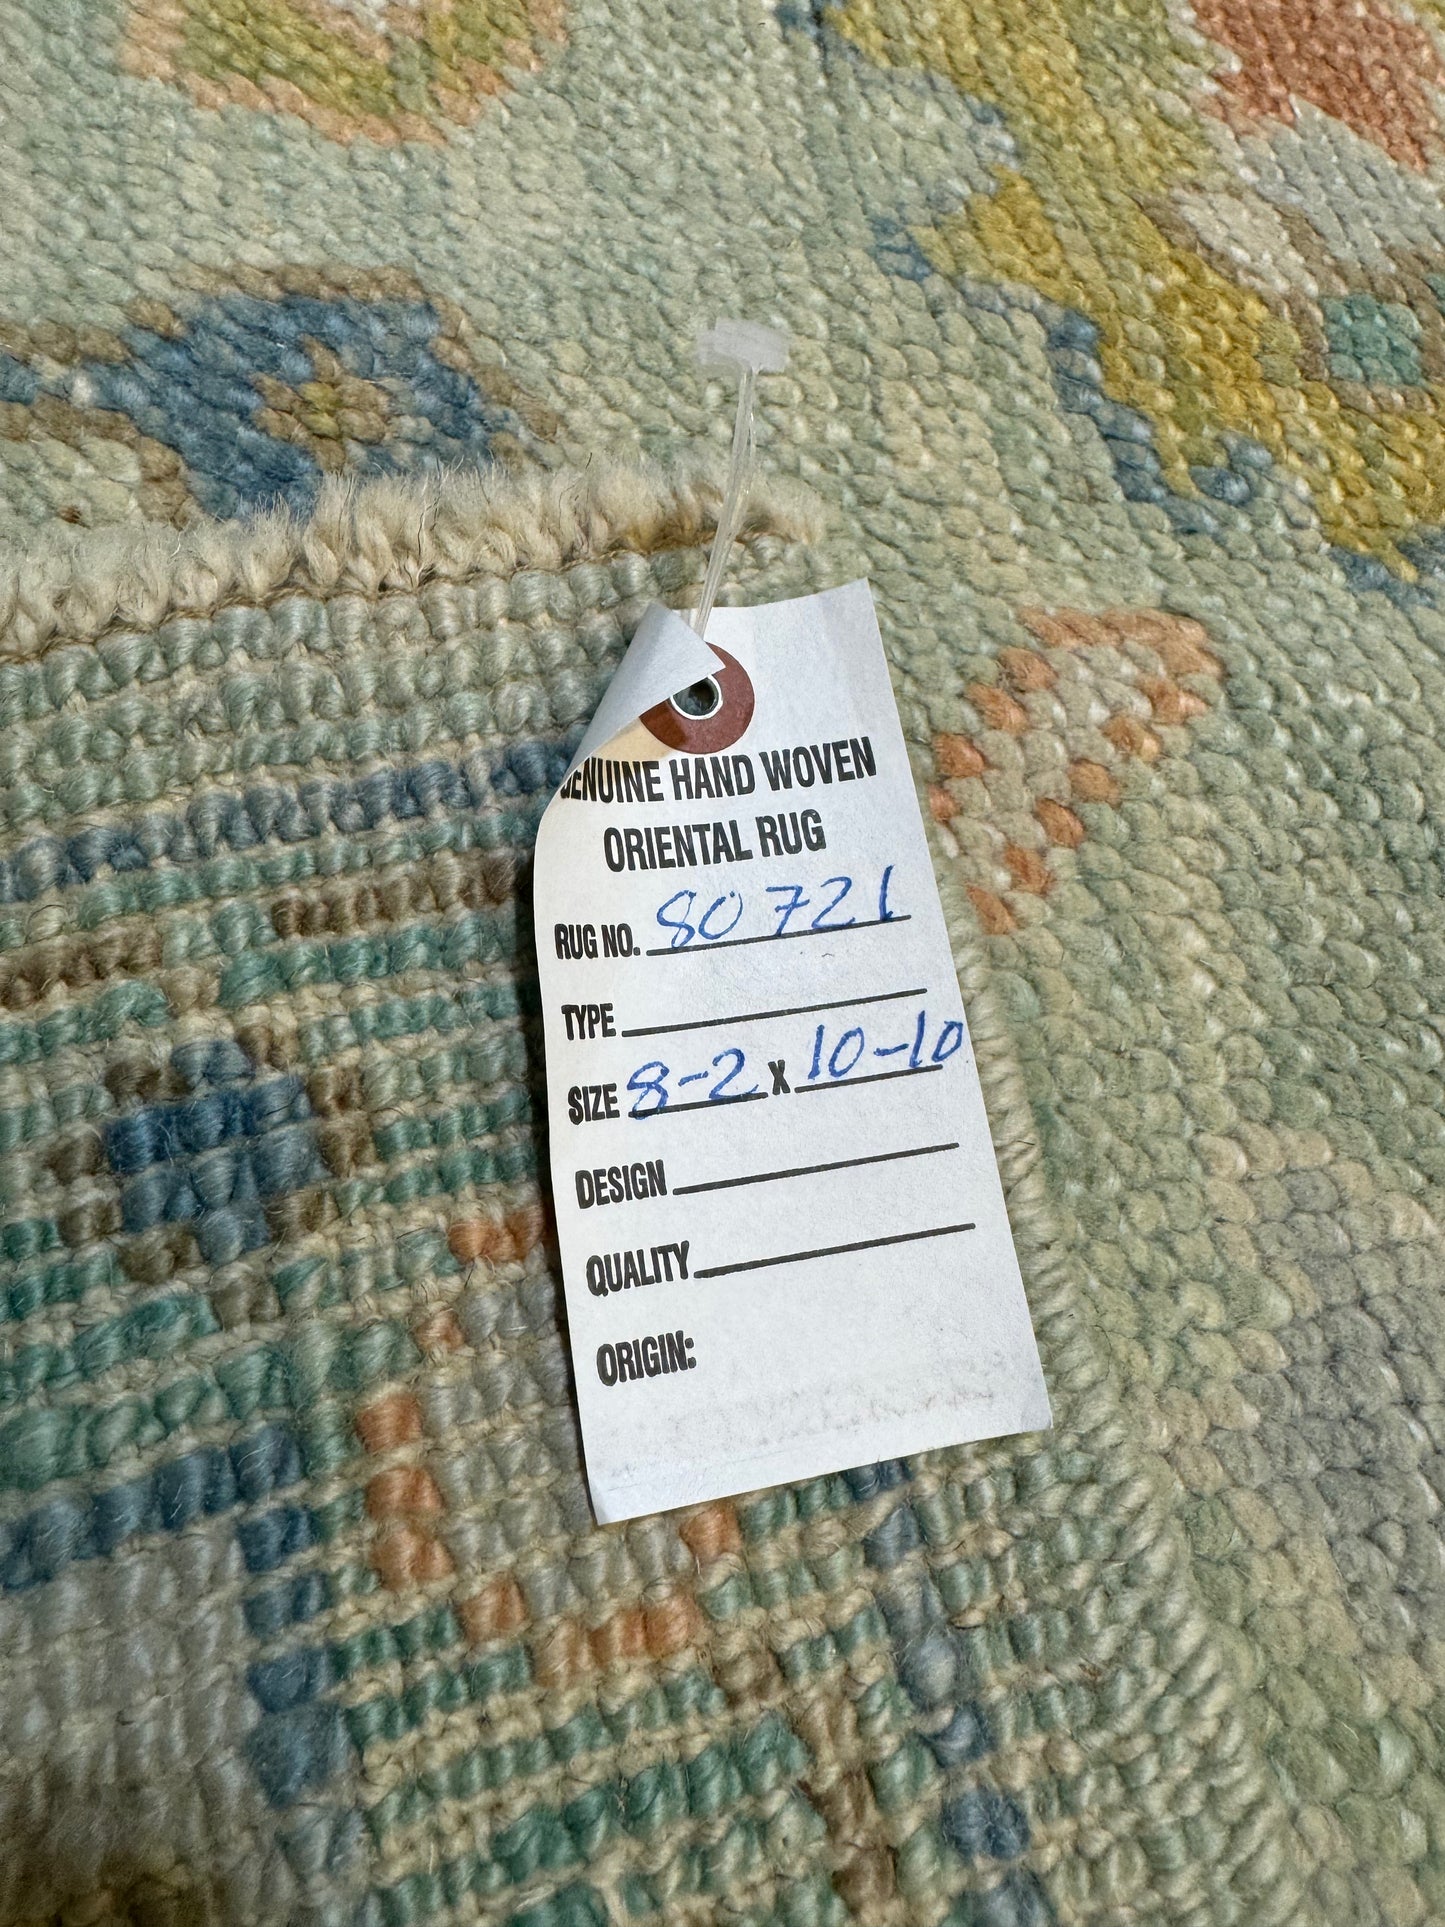 GENUINE HAND WOVEN
ORIENTAL RUG
RUG NO. 80721
TYPE
SIZE 8-2 X 10-10
DESIGN
QUALITY
ORIGIN: